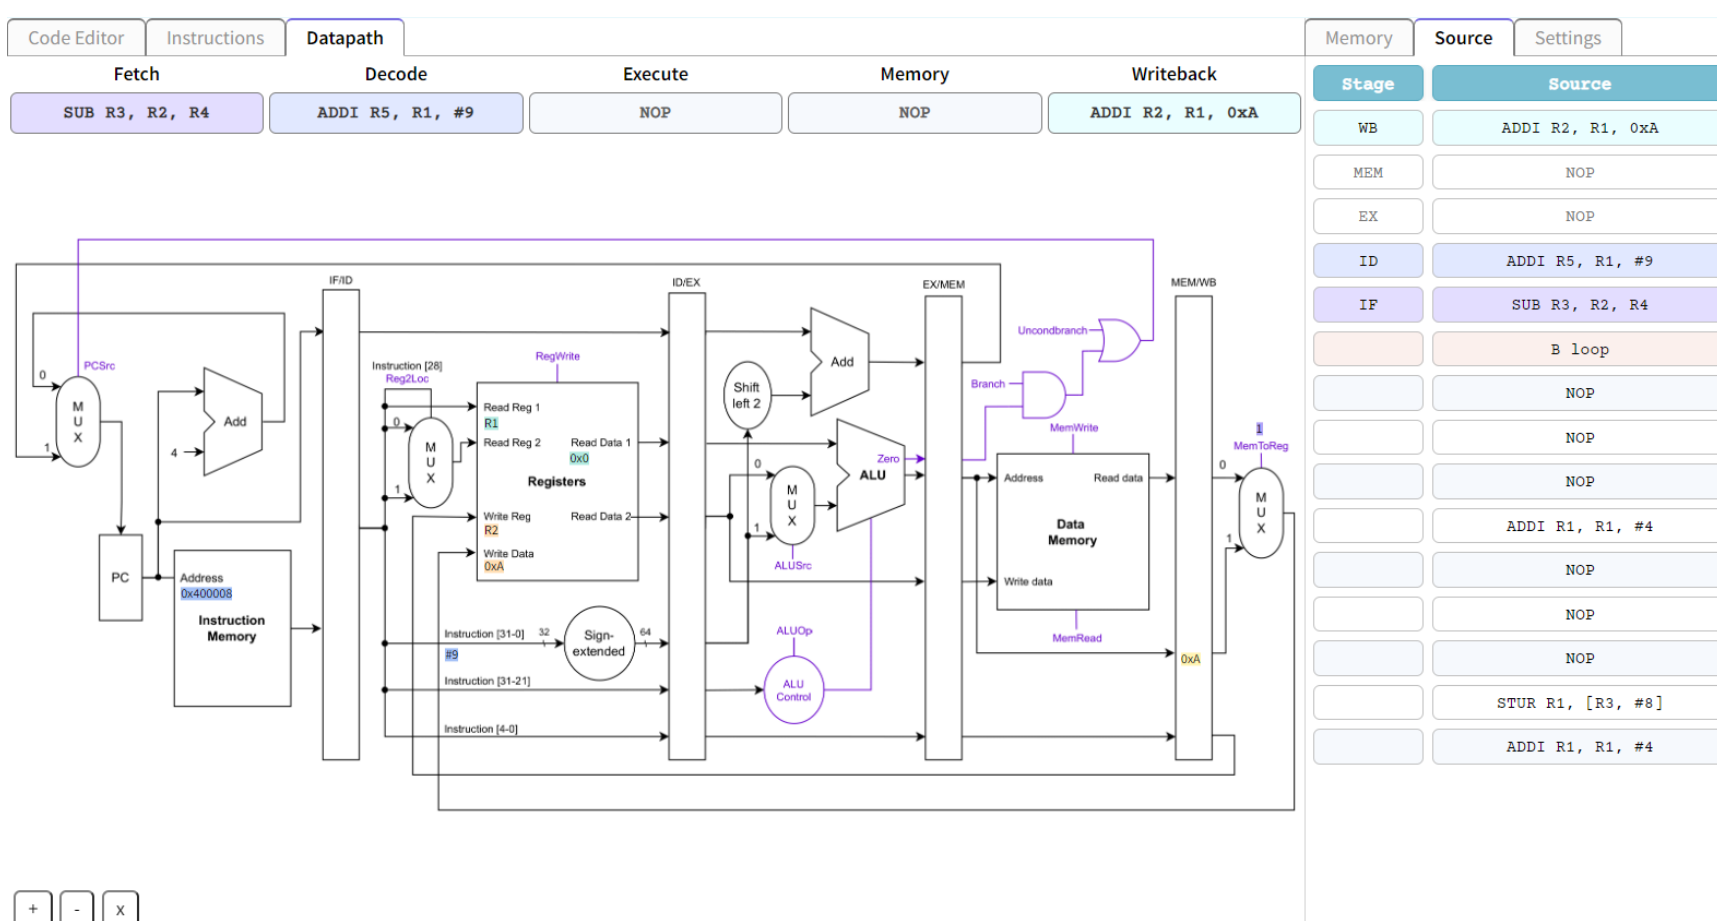 Code Editor Instructions Datapath Memory Source Settings
Fetch Decode Execute Memory Writeback
SUB R3, R2, R4 ADDI R5, R1, #9 NOP NOP ADDI R2, R1, 0xA
Stage Source
WB ADDI R2, R1, 0xA
MEM NOP
EX NOP
ID ADDI R5, R1, #9
IF SUB R3, R2, R4
B loop
NOP
NOP
NOP
ADDI R1, R1, #4
NOP
NOP
NOP
STUR R1, [R3, #8]
ADDI R1, R1, #4
IF/ID
ID/EX
EX/MEM
MEM/WB
PCSrc
0
MUX
1
Add
4
PC
Address
0x400008
Instruction
Memory
Instruction [28]
Reg2Loc
0
MUX
1
RegWrite
Read Reg 1
R1
Read Reg 2
Read Data 1
0x0
Registers
Write Reg
R2
Read Data 2
Write Data
0xA
Instruction [31-0]
#9
32
Sign-
extended
64
Instruction [31-21]
Instruction [4-0]
Shift
left 2
Add
0
MUX
1
ALUSrc
Zero
ALU
ALUOp
ALU
Control
Uncondbranch
Branch
MemWrite
Address
Read data
Data
Memory
Write data
MemRead
0xA
1
MemToReg
0
MUX
1
+ - x